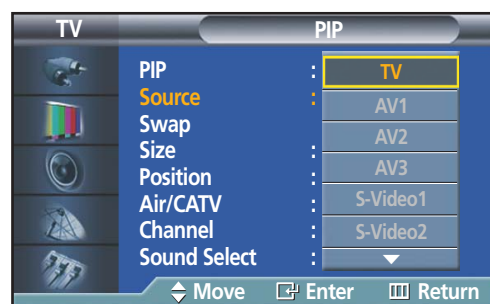 TV PIP
PIP : TV
Source : AV1
Swap AV2
Size :
Position : AV3
Air/CATV : S-Video1
Channel : S-Video2
Sound Select :
Move Enter Return